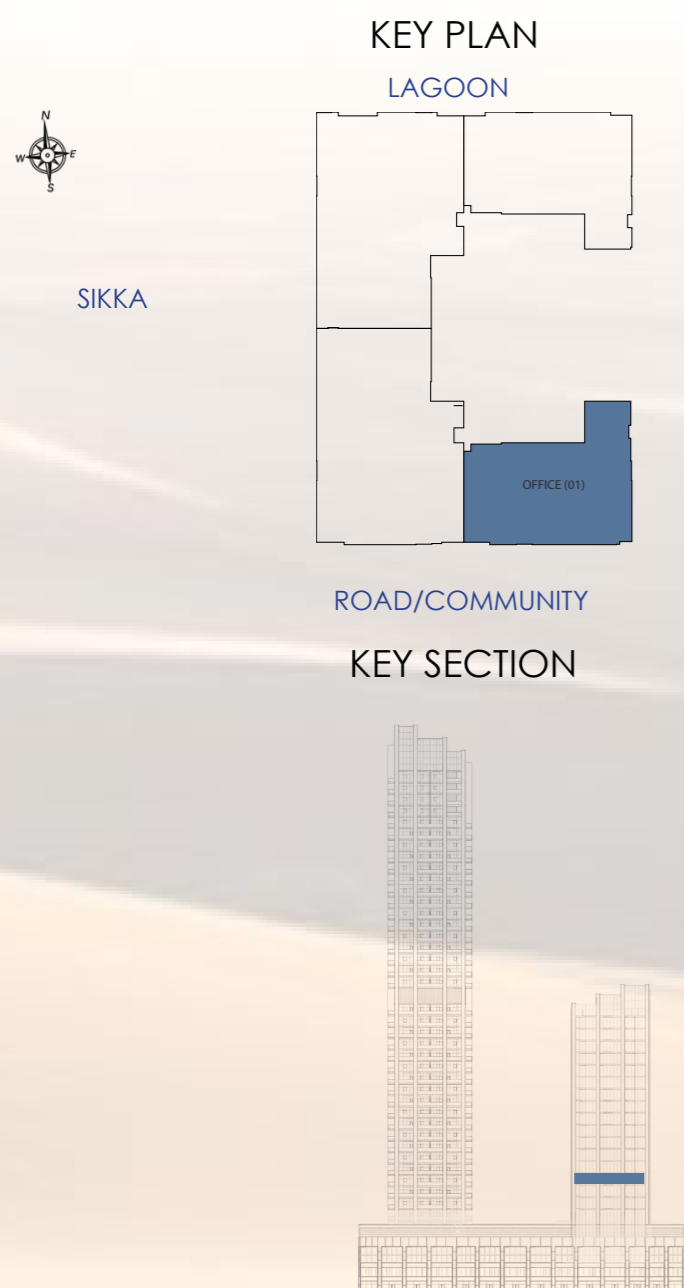 KEY PLAN
LAGOON
N
W E
S
SIKKA
OFFICE (01)
ROAD/COMMUNITY
KEY SECTION